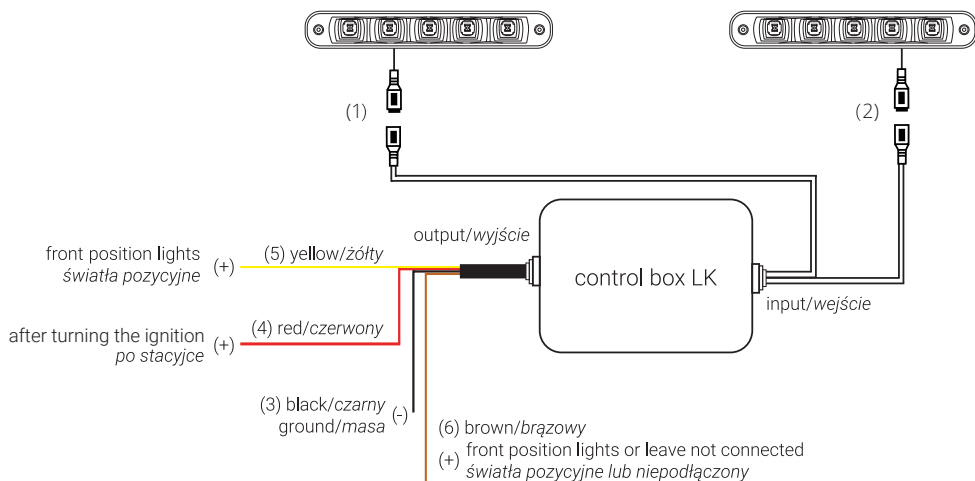 (1)
(2)
output/wyjście
front position lights
światła pozycyjne
(+)
(5) yellow/żółty
control box LK
input/wejście
after turning the ignition
po stacyjce
(+)
(4) red/czerwony
(3) black/czarny
ground/masa
(-)
(6) brown/brązowy
(+) front position lights or leave not connected
światła pozycyjne lub niepodłączony